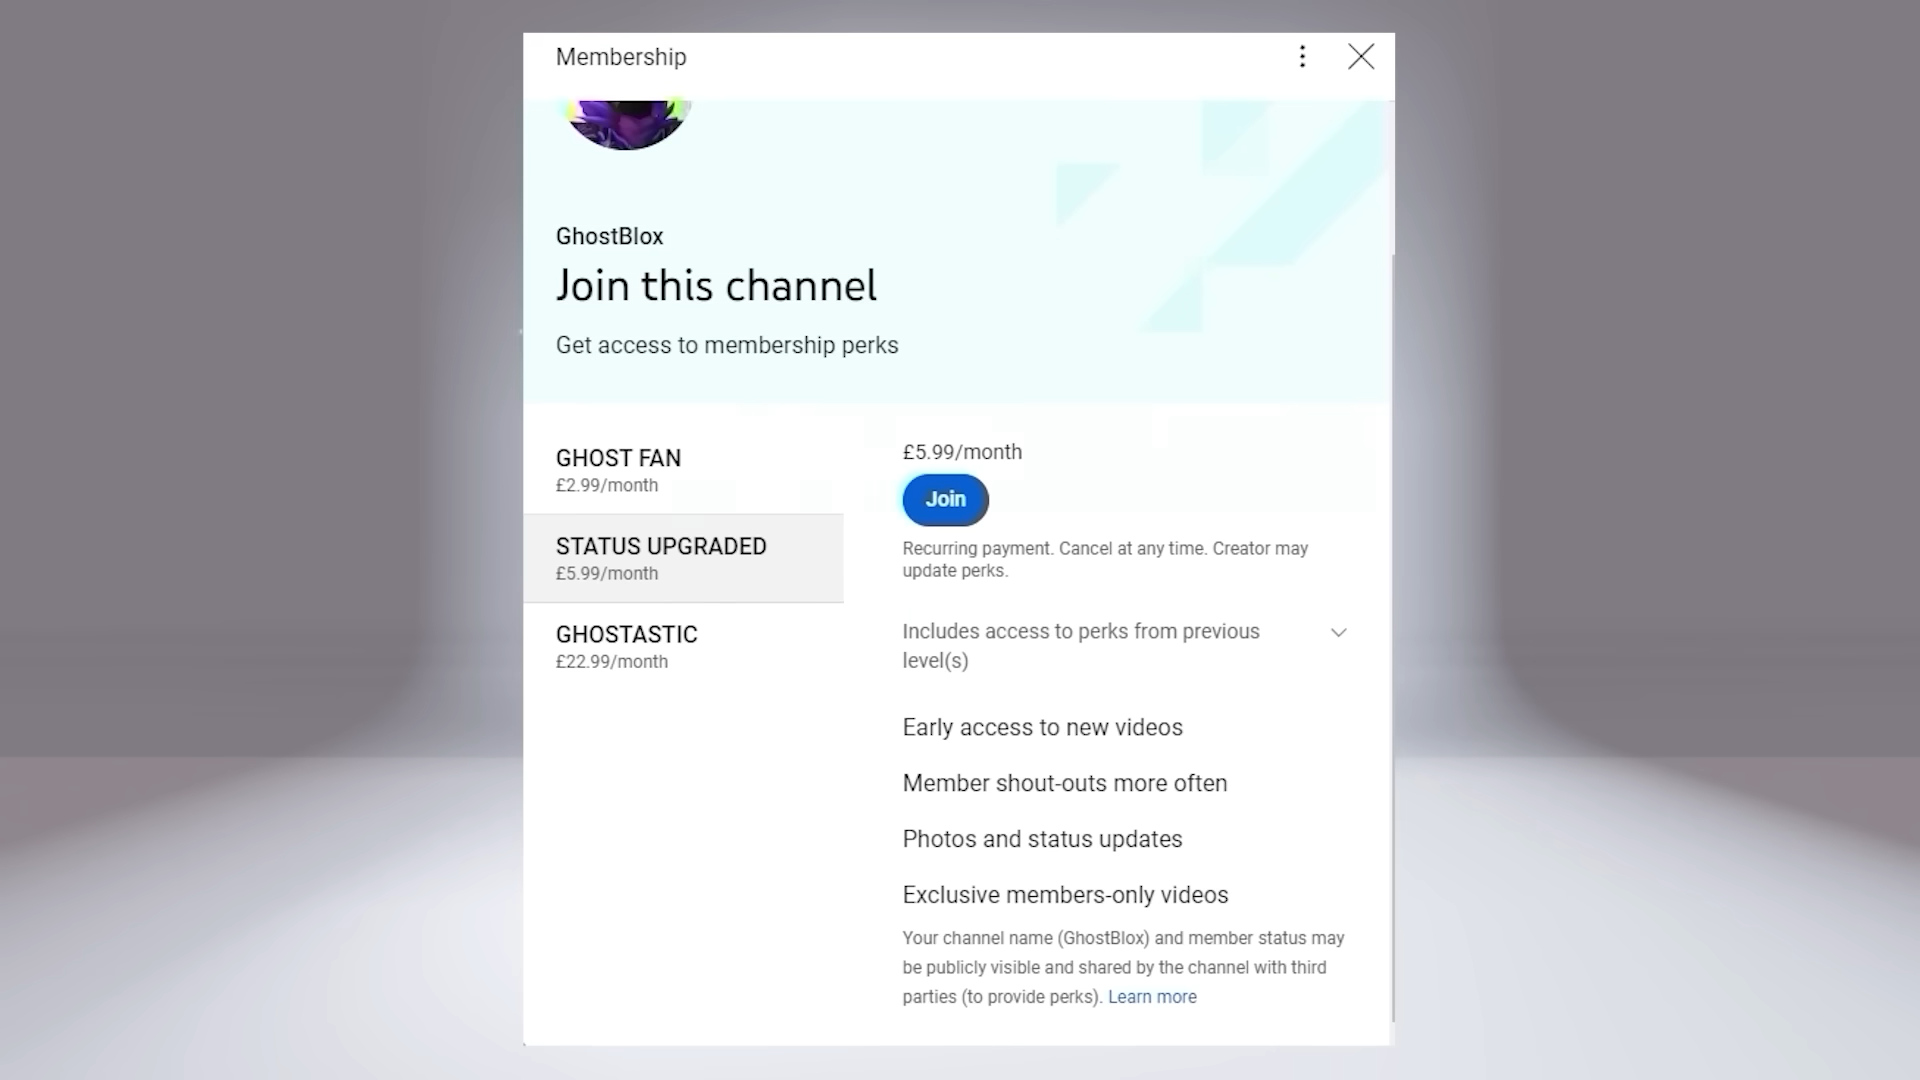 Membership
GhostBlox
Join this channel
Get access to membership perks
GHOST FAN
£2.99/month
STATUS UPGRADED
£5.99/month
GHOSTASTIC
£22.99/month
£5.99/month
Join
Recurring payment. Cancel at any time. Creator may
update perks.
Includes access to perks from previous
level(s)
Early access to new videos
Member shout-outs more often
Photos and status updates
Exclusive members-only videos
Your channel name (GhostBlox) and member status may
be publicly visible and shared by the channel with third
parties (to provide perks). Learn more